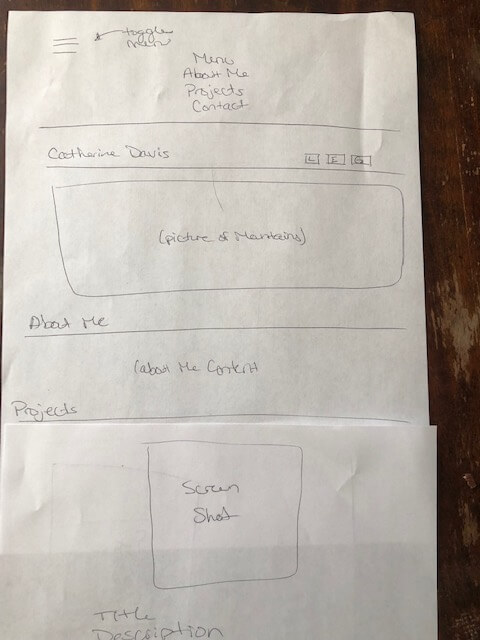 toggle
menu
Menu
About Me
Projects
Contact
Catherine Davis
L E
(picture of Mountains)
About Me
(about Me Content
Projects
Screen
Shot
Title
Description